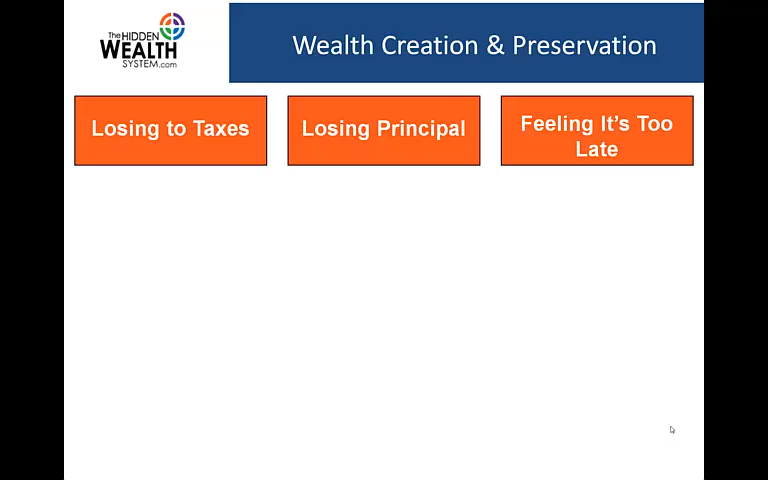 The HIDDEN
WEALTH
SYSTEM.com
Wealth Creation & Preservation
Losing to Taxes
Losing Principal
Feeling It's Too
Late